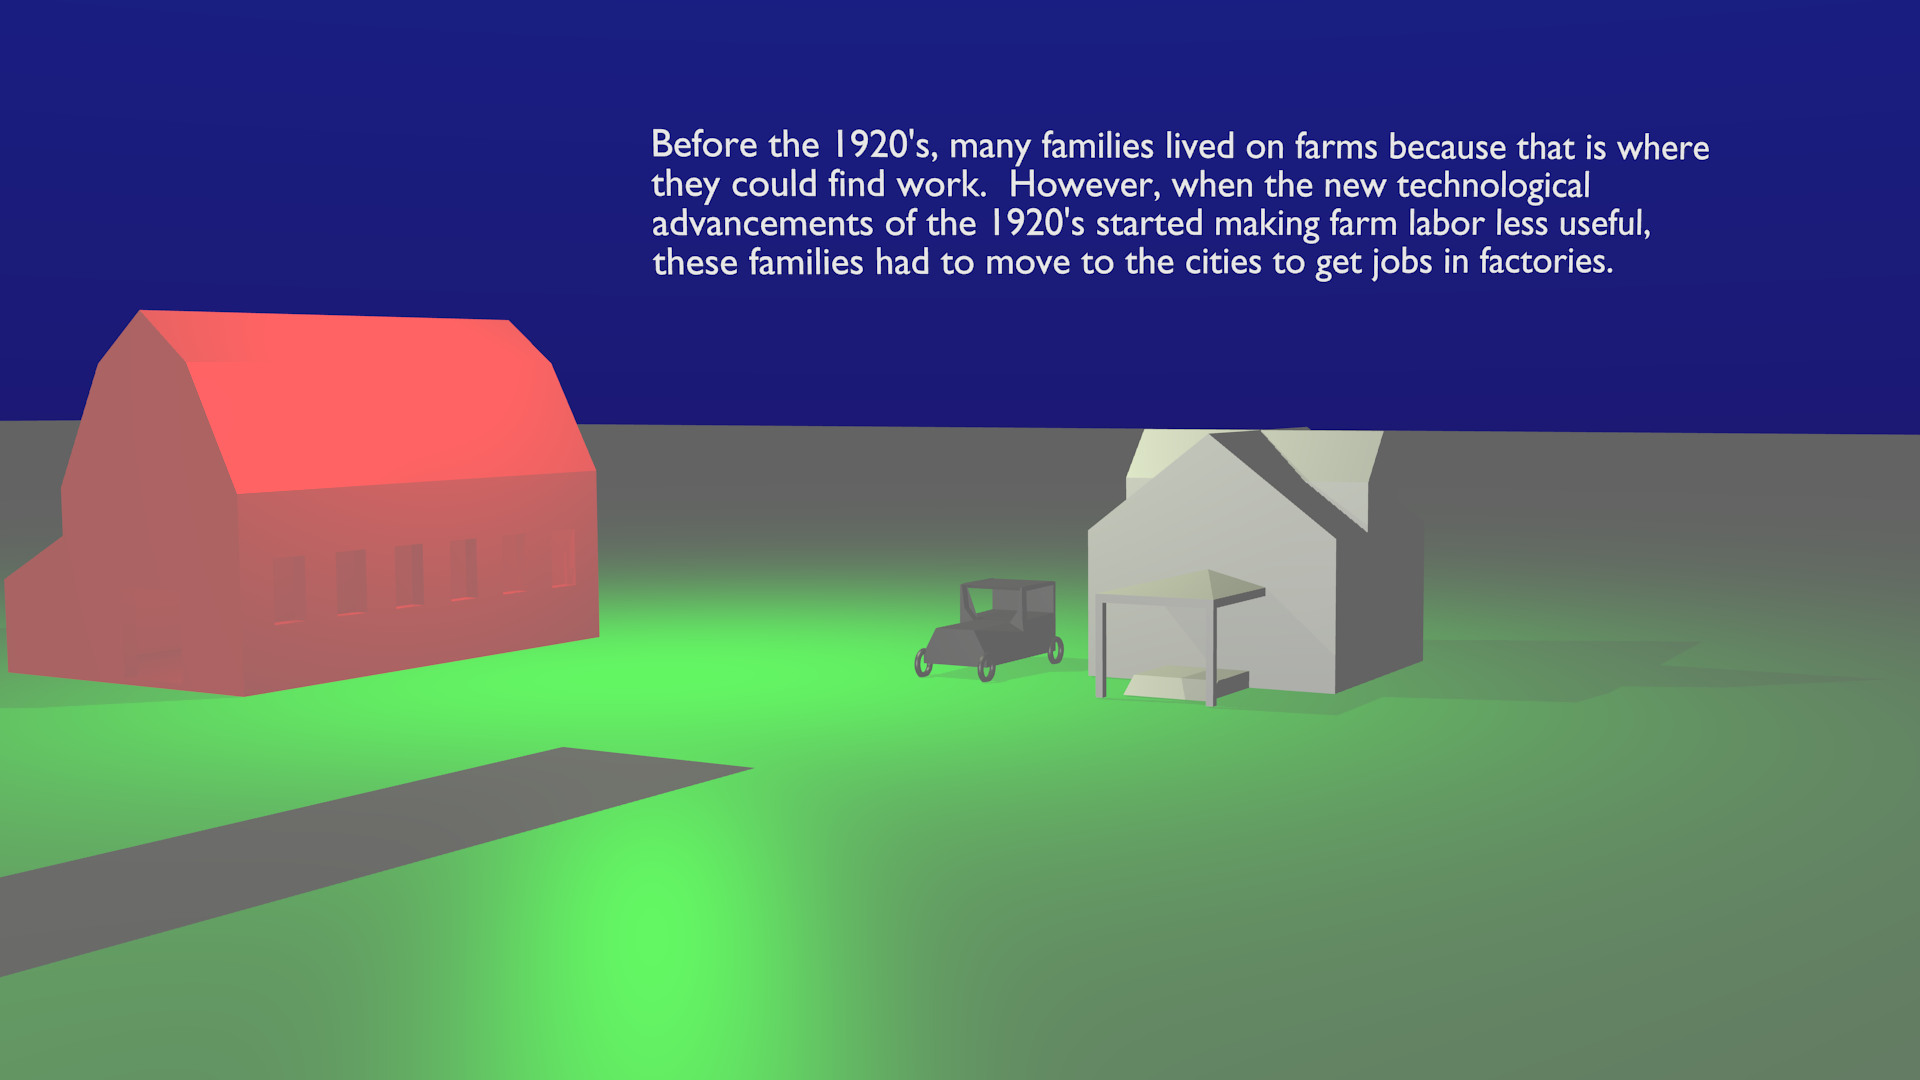 Before the 1920's, many families lived on farms because that is where
they could find work.  However, when the new technological
advancements of the 1920's started making farm labor less useful,
these families had to move to the cities to get jobs in factories.